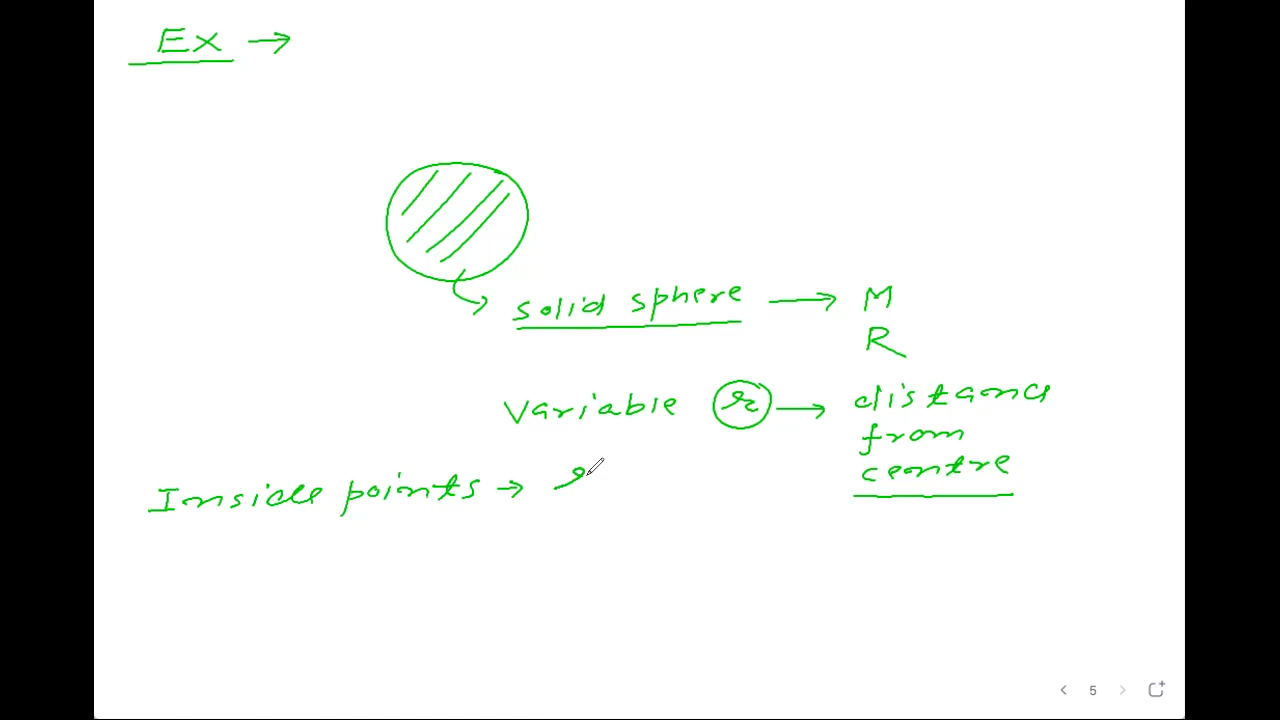 Ex →
solid sphere → M
R
Variable r → distance
from
centre
Inside points → r
5